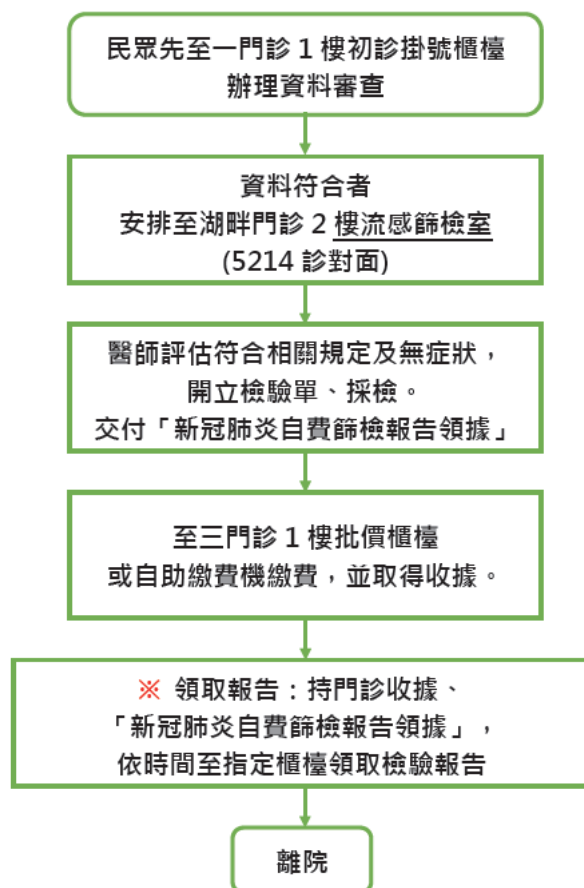 民眾先至一門診 1 樓初診掛號櫃檯
辦理資料審查
資料符合者
安排至湖畔門診 2 樓流感篩檢室
(5214 診對面)
醫師評估符合相關規定及無症狀，
開立檢驗單、採檢。
交付「新冠肺炎自費篩檢報告領據」
至三門診 1 樓批價櫃檯
或自助繳費機繳費，並取得收據。
※ 領取報告：持門診收據、
「新冠肺炎自費篩檢報告領據」，
依時間至指定櫃檯領取檢驗報告
離院